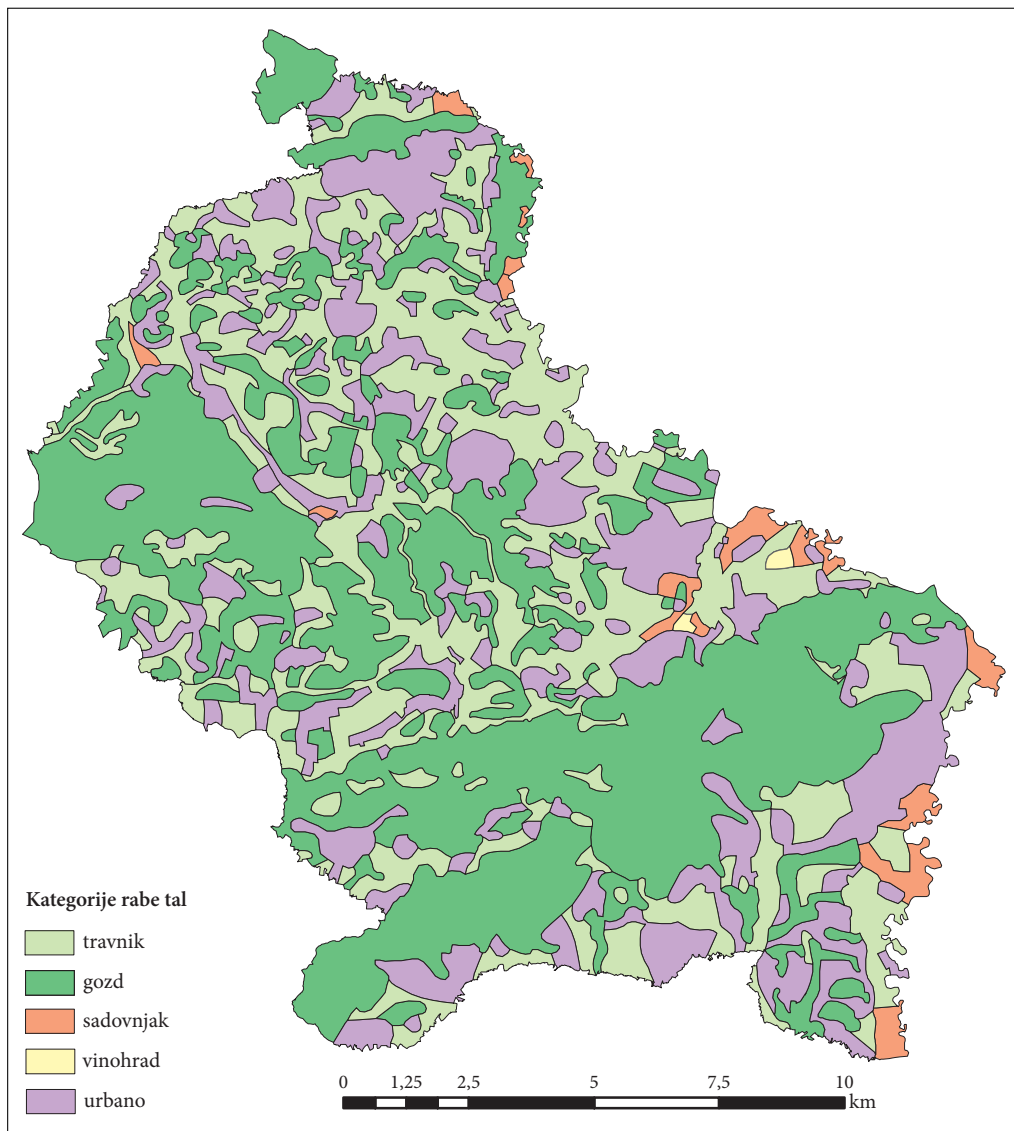 Kategorije rabe tal
travnik
gozd
sadovnjak
vinohrad
urbano
0 1,25 2,5 5 7,5 10
km